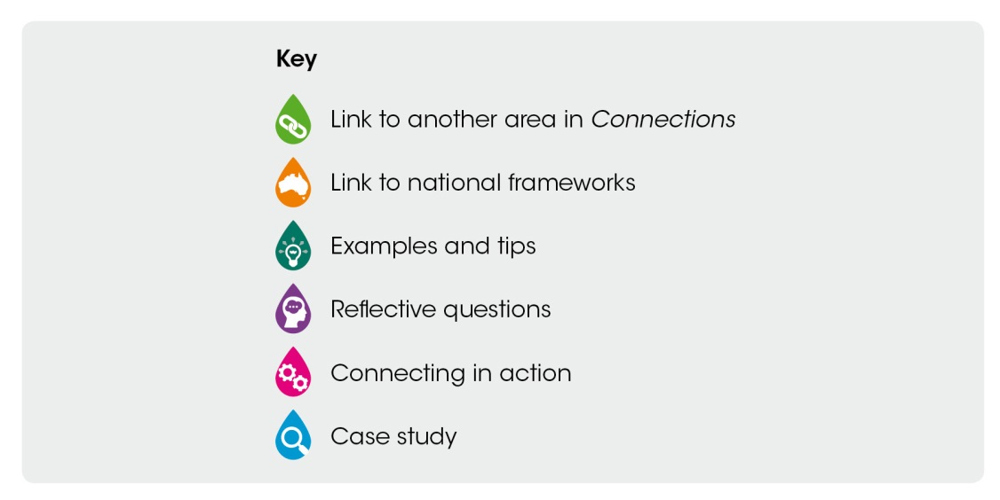 Key
Link to another area in Connections
Link to national frameworks
Examples and tips
Reflective questions
Connecting in action
Case study